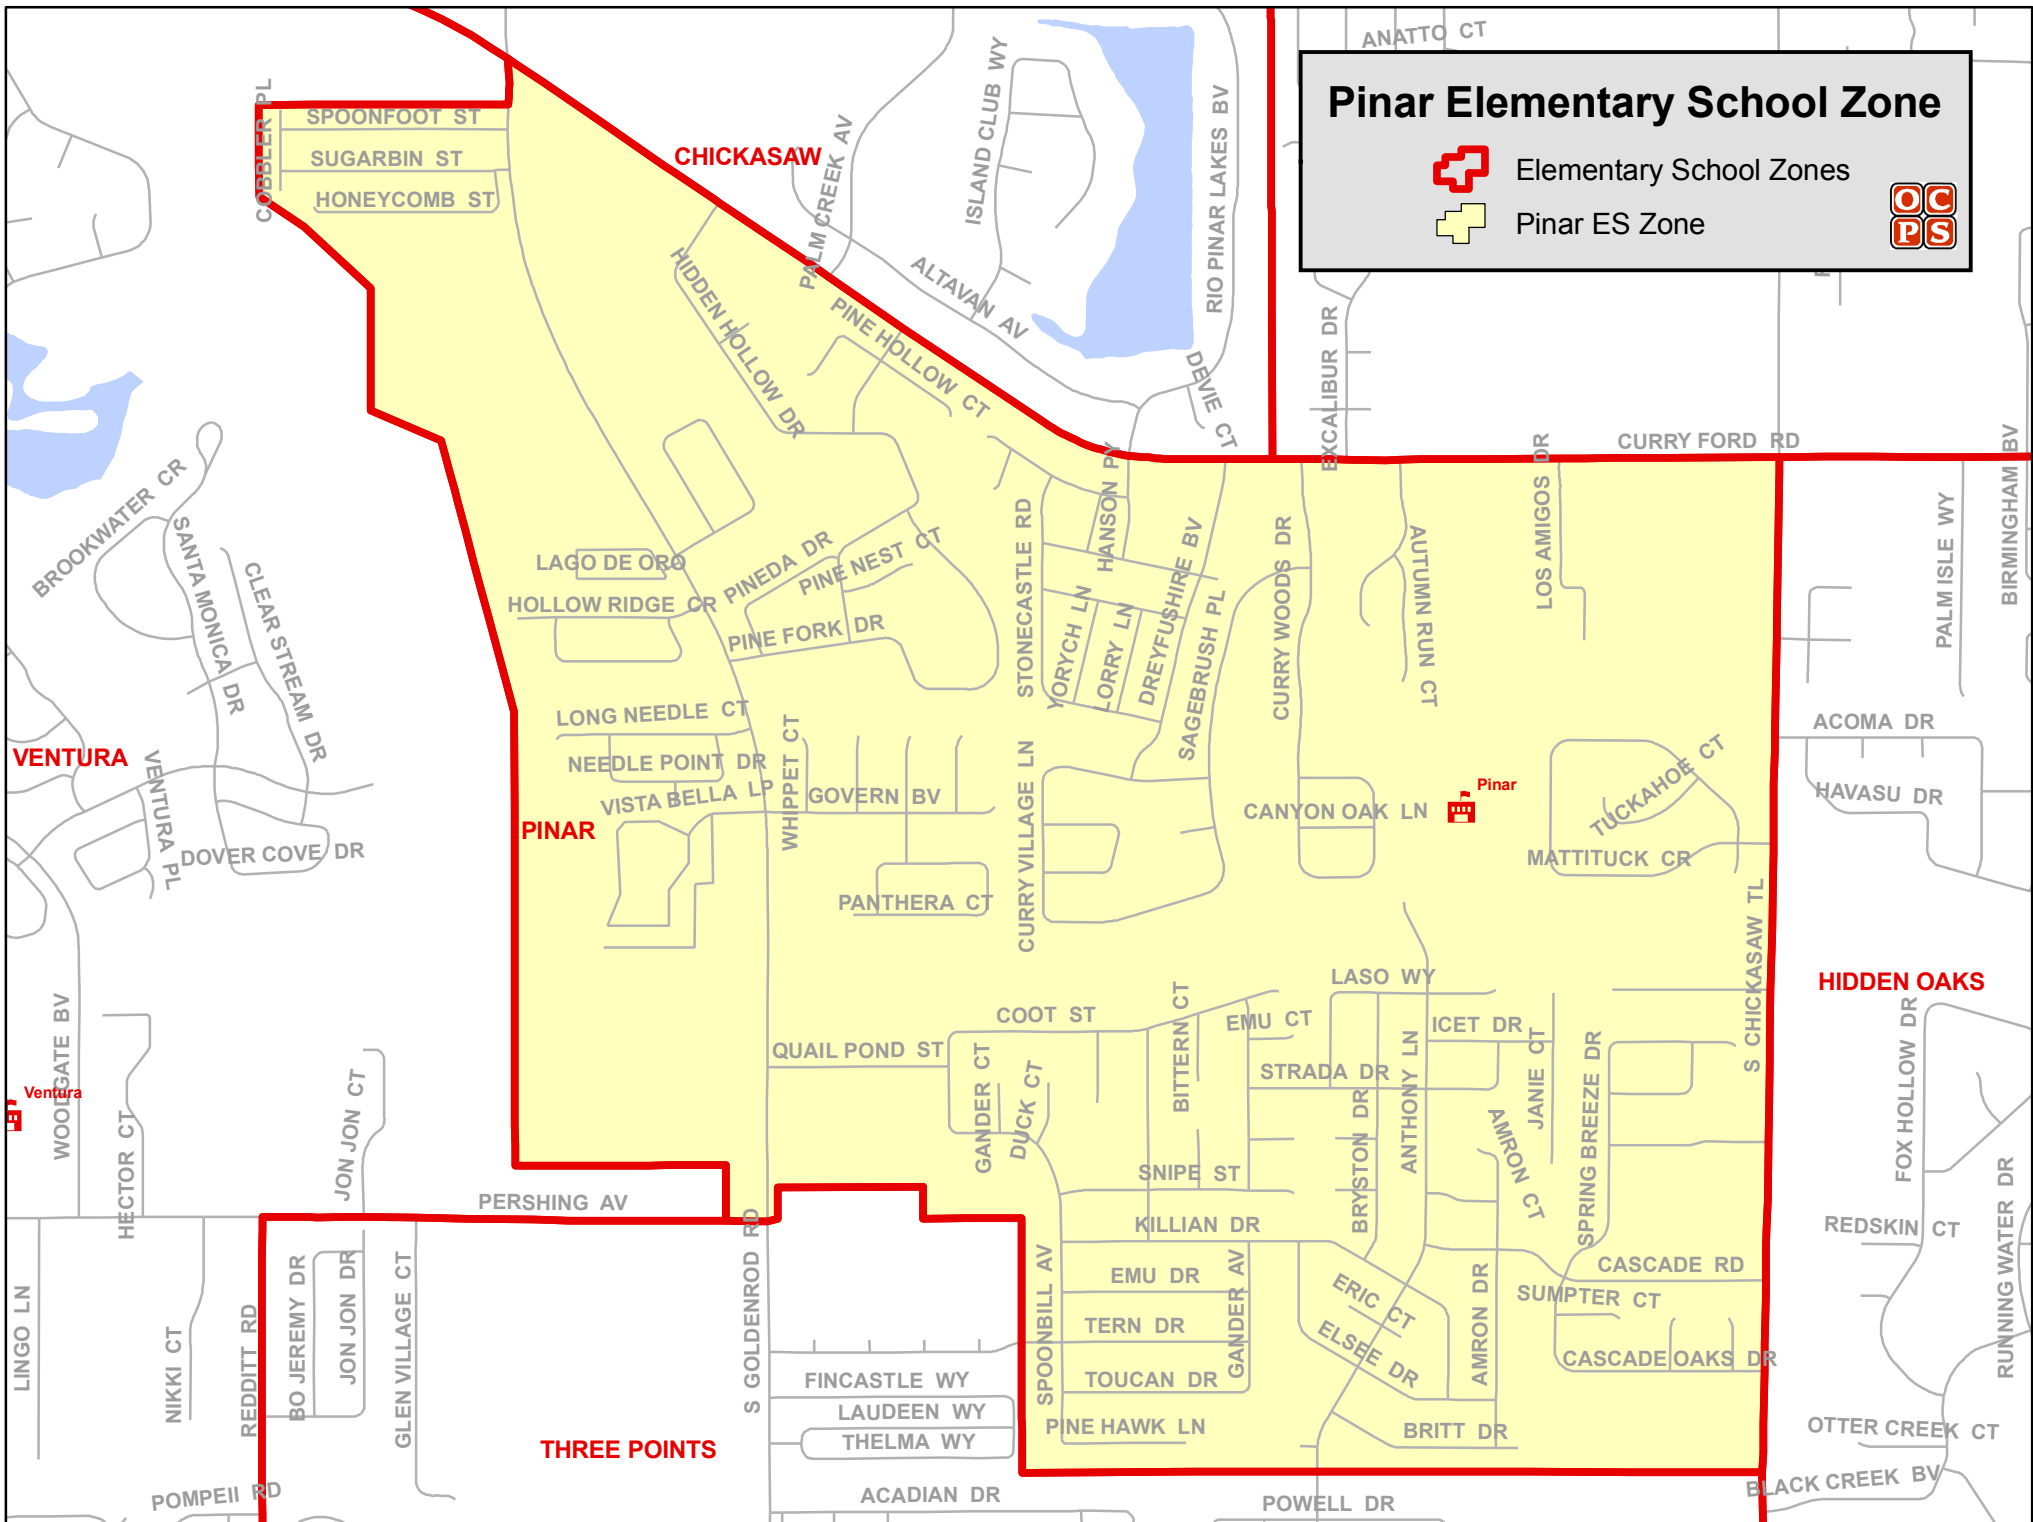 ANATTO CT
Pinar Elementary School Zone
Elementary School Zones
Pinar ES Zone
OC
PS
COBBLER PL
SPOONFOOT ST
SUGARBIN ST
HONEYCOMB ST
CHICKASAW
PALM CREEK AV
ISLAND CLUB WY
RIO PINAR LAKES BV
ALTAVAN AV
HIDDEN HOLLOW DR
PINE HOLLOW CT
DEVIE CT
EXCALIBUR DR
CURRY FORD RD
LOS AMIGOS DR
BIRMINGHAM BV
PALM ISLE WY
BROOKWATER CR
SANTA MONICA DR
CLEAR STREAM DR
LAGO DE ORO
HOLLOW RIDGE CR
PINEDA DR
PINE NEST CT
PINE FORK DR
STONECASTLE RD
HANSON PY
YORYCH LN
LORRY LN
DREYFUSHIRE BV
SAGEBRUSH PL
CURRY WOODS DR
AUTUMN RUN CT
LONG NEEDLE CT
NEEDLE POINT DR
VISTA BELLA LP
WHIPPET CT
GOVERN BV
PANTHERA CT
CURRY VILLAGE LN
CANYON OAK LN
Pinar
TUCKAHOE CT
MATTITUCK CR
ACOMA DR
HAVASU DR
VENTURA
VENTURA PL
DOVER COVE DR
PINAR
S CHICKASAW TL
HIDDEN OAKS
WOODGATE BV
Ventura
HECTOR CT
JON JON CT
QUAIL POND ST
COOT ST
GANDER CT
DUCK CT
BITTERN CT
EMU CT
LASO WY
ICET DR
STRADA DR
ANTHONY LN
BRYSTON DR
JANIE CT
AMRON CT
SPRING BREEZE DR
FOX HOLLOW DR
REDSKIN CT
RUNNING WATER DR
SNIPE ST
KILLIAN DR
PERSHING AV
S GOLDENROD RD
LINGO LN
NIKKI CT
REDDITT RD
BO JEREMY DR
JON JON DR
GLEN VILLAGE CT
SPOONBILL AV
EMU DR
TERN DR
TOUCAN DR
GANDER AV
PINE HAWK LN
ERIC CT
ELSEE DR
AMRON DR
BRITT DR
CASCADE RD
SUMPTER CT
CASCADE OAKS DR
FINCASTLE WY
LAUDEEN WY
THELMA WY
THREE POINTS
POMPEII RD
ACADIAN DR
POWELL DR
OTTER CREEK CT
BLACK CREEK BV